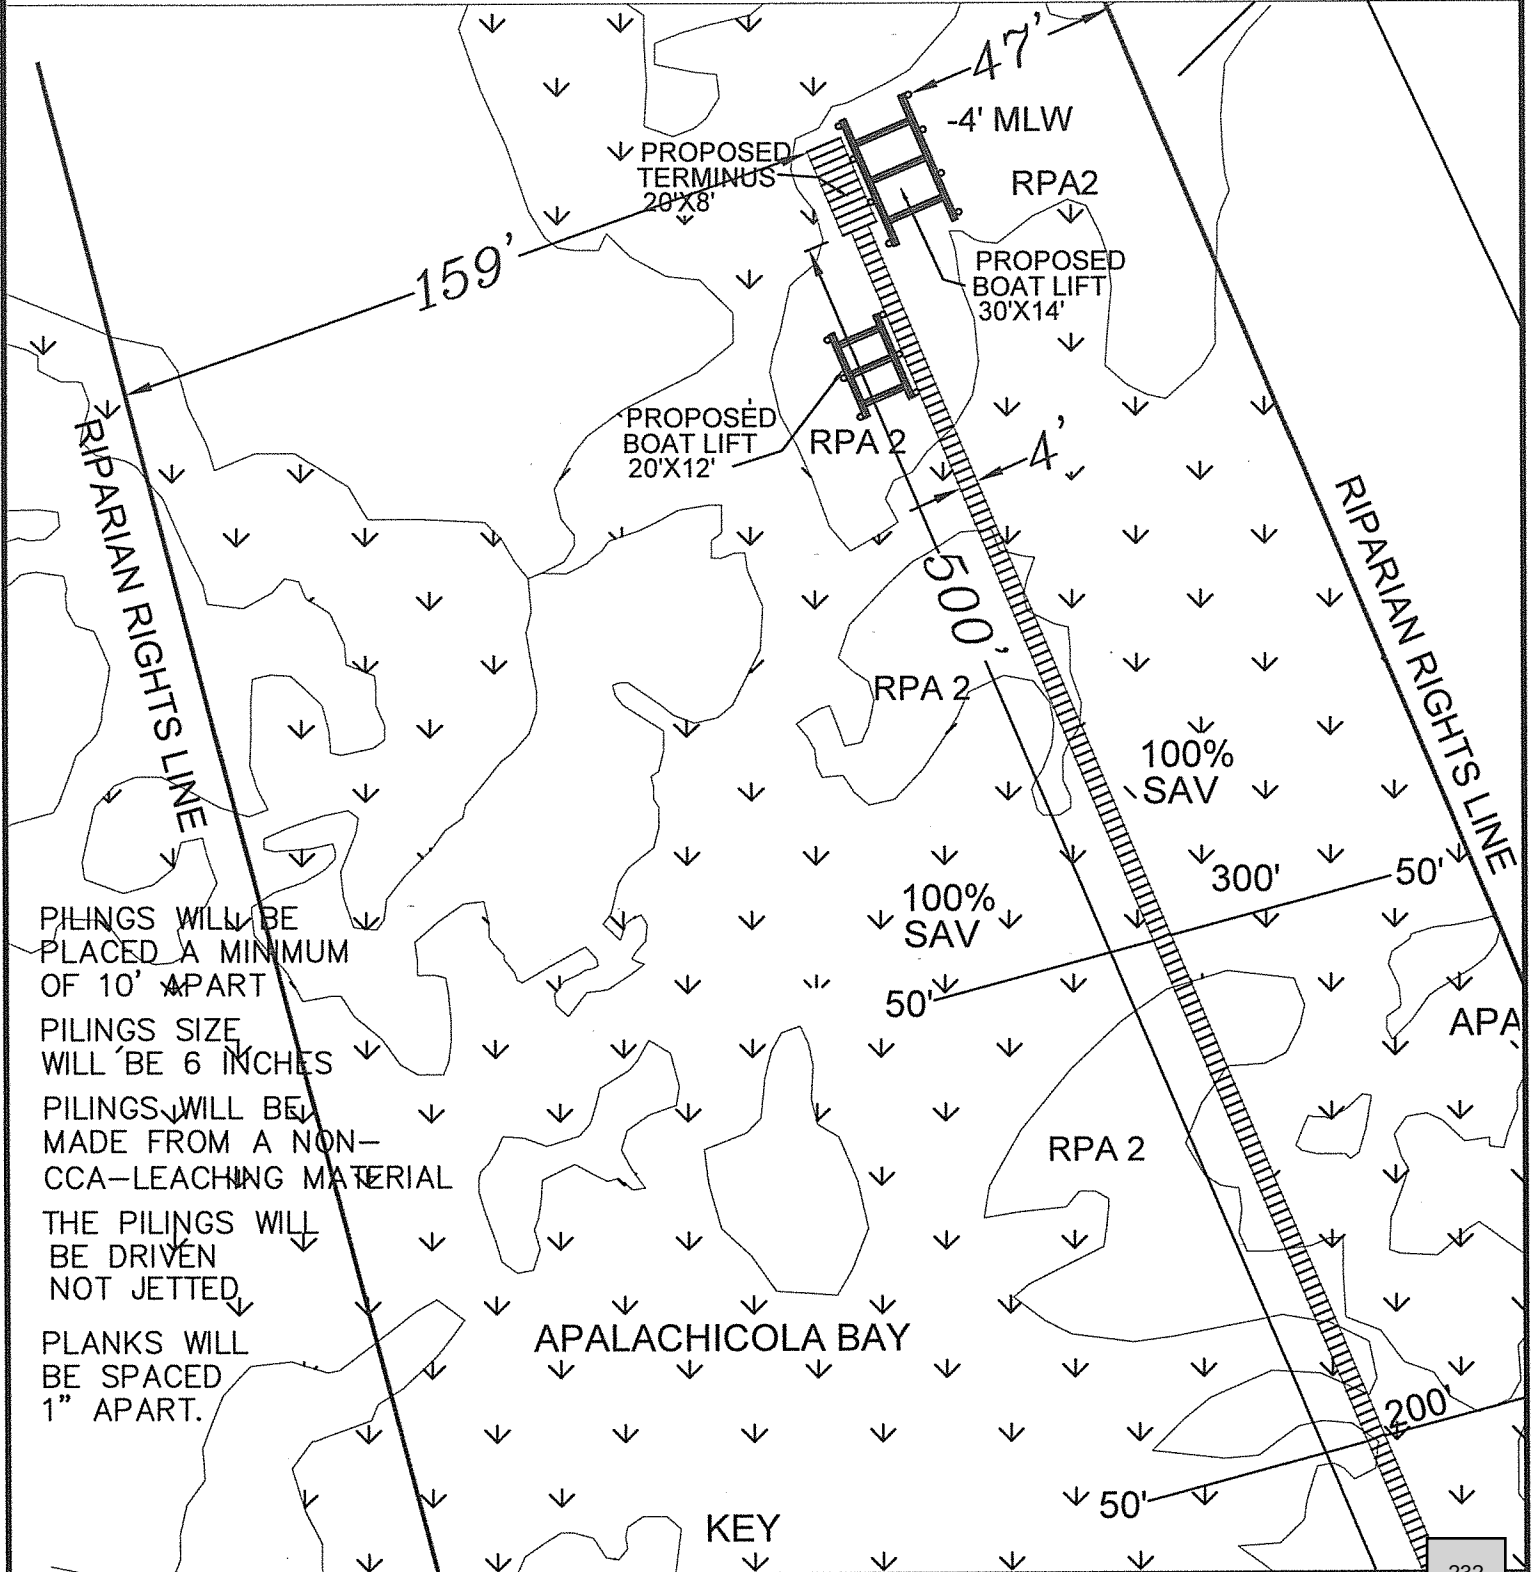 47'
-4' MLW
PROPOSED
TERMINUS
20'X8'
RPA2
159'
PROPOSED
BOAT LIFT
30'X14'
PROPOSED
BOAT LIFT
20'X12'
RPA 2
4'
RIPARIAN RIGHTS LINE
RIPARIAN RIGHTS LINE
500'
RPA 2
100%
SAV
300'
50'
100%
SAV
50'
PILINGS WILL BE
PLACED A MINIMUM
OF 10' APART
PILINGS SIZE
WILL BE 6 INCHES
PILINGS WILL BE
MADE FROM A NON-
CCA-LEACHING MATERIAL
THE PILINGS WILL
BE DRIVEN
NOT JETTED
PLANKS WILL
BE SPACED
1" APART.
APA
RPA 2
APALACHICOLA BAY
200'
50'
KEY
232